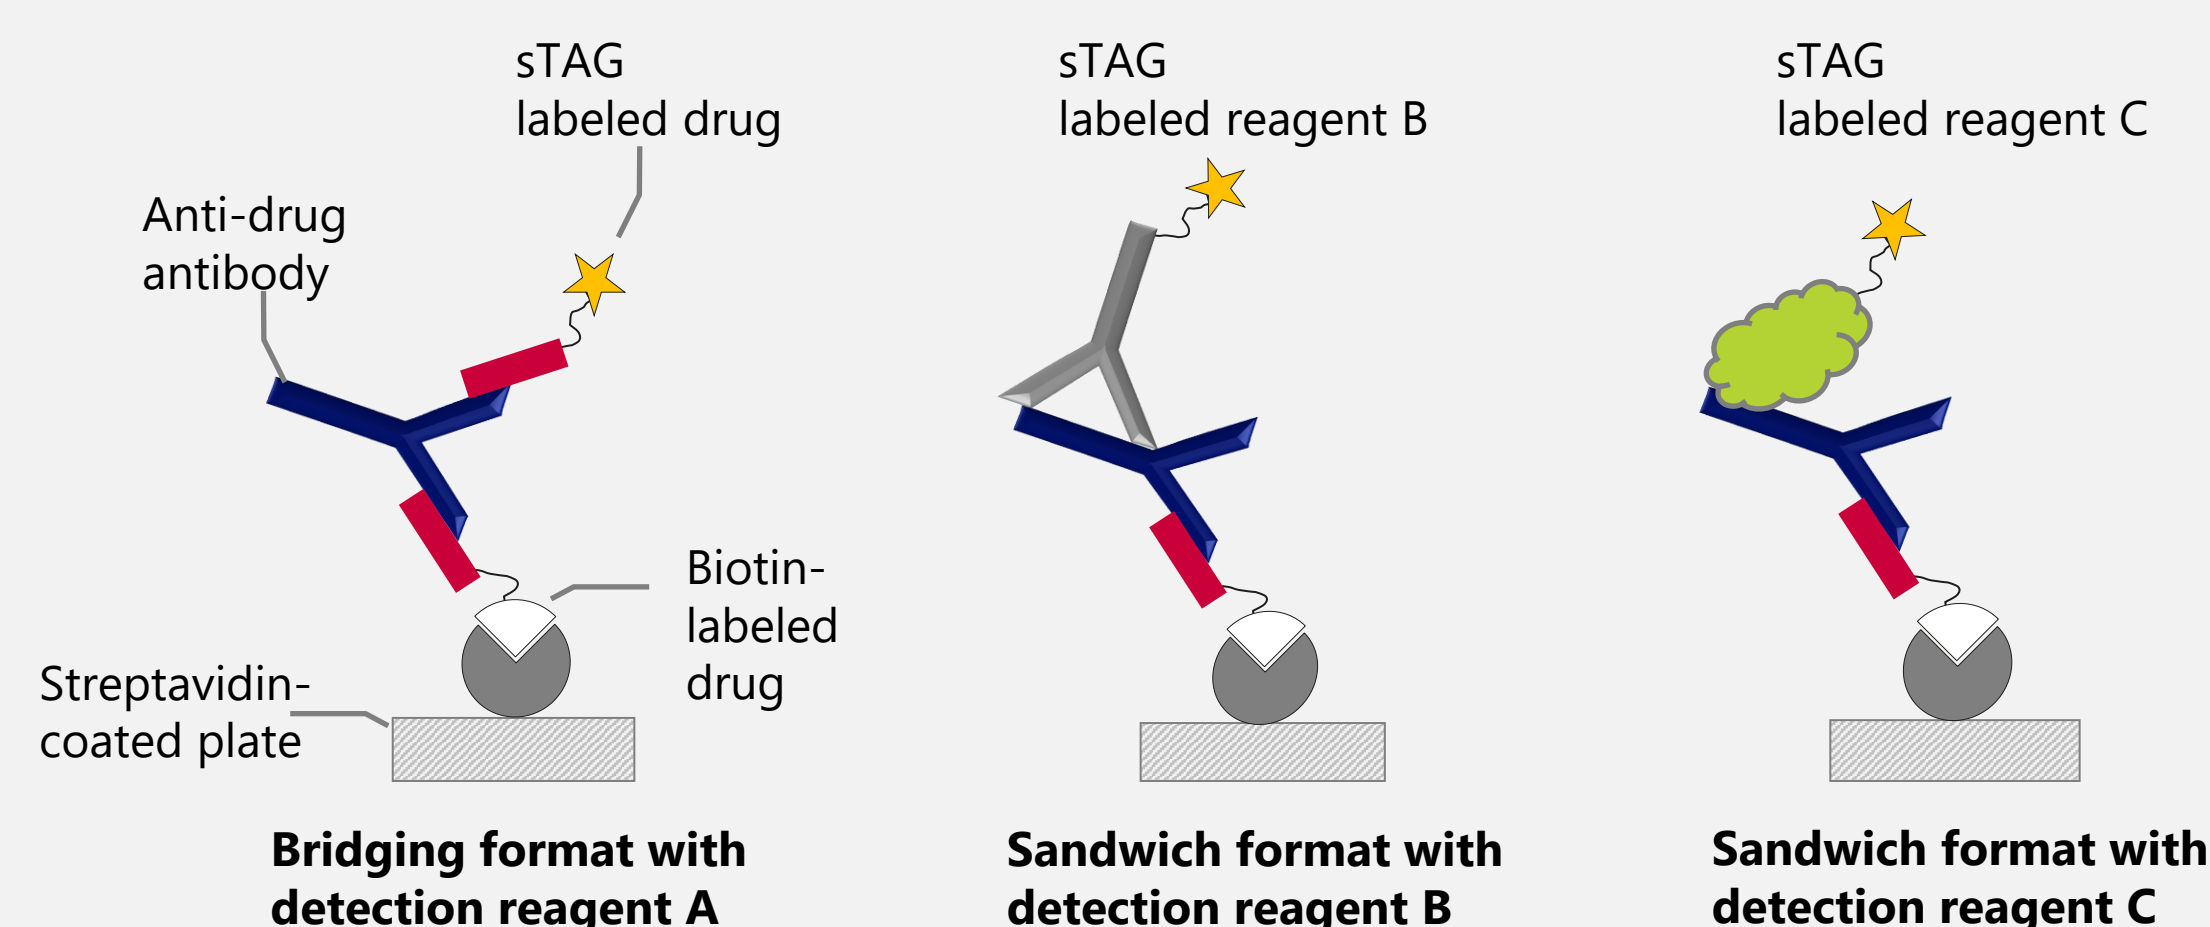 sTAG
labeled drug
Anti-drug
antibody
Biotin-
labeled
drug
Streptavidin-
coated plate
Bridging format with
detection reagent A
sTAG
labeled reagent B
Sandwich format with
detection reagent B
sTAG
labeled reagent C
Sandwich format with
detection reagent C